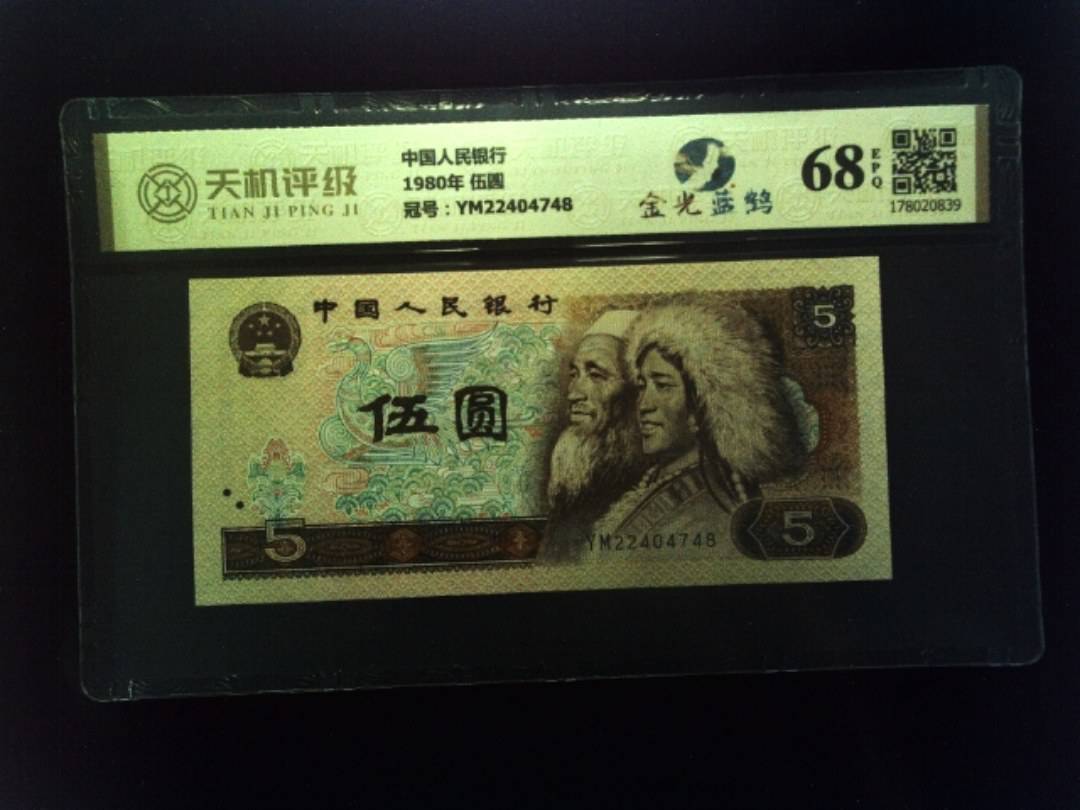 天机评级
TIAN JI PING JI
中国人民银行
1980年 伍圆
冠号：YM22404748
金光蓝鹤
68
EPQ
178020839
中国人民银行
5
伍圆
5
YM22404748
5